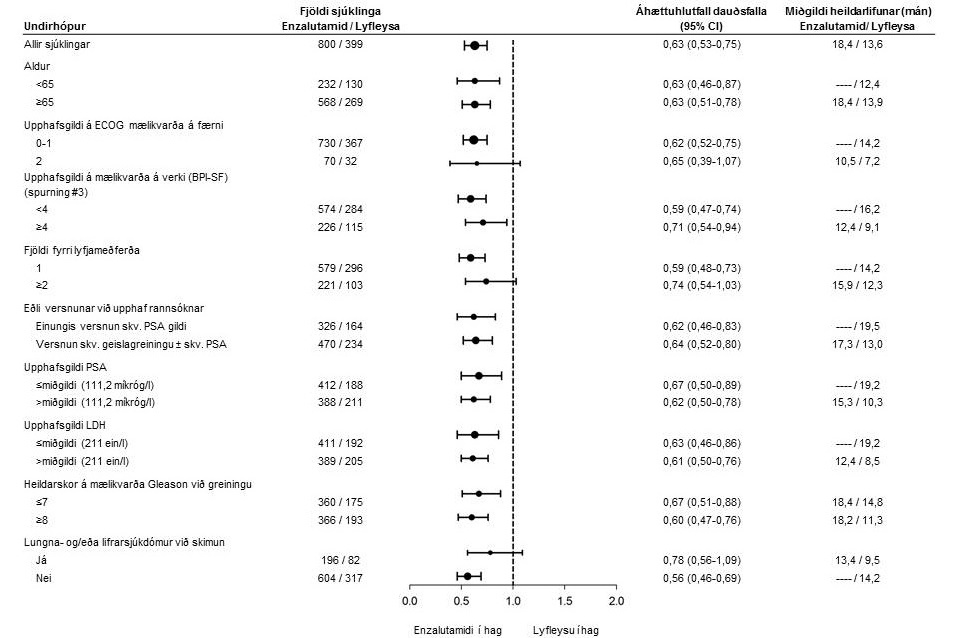 Fjöldi sjúklinga Áhættuhlutfall dauðsfalla Miðgildi heildarlifunar (mán)
Undirhópur Enzalutamid / Lyfleysa (95% CI) Enzalutamid/ Lyfleysa
Allir sjúklingar 800 / 399 0,63 (0,53-0,75) 18,4 / 13,6
Aldur
<65 232 / 130 0,63 (0,46-0,87) ---- / 12,4
≥65 568 / 269 0,63 (0,51-0,78) 18,4 / 13,9
Upphafsgildi á ECOG mælikvarða á færni
0-1 730 / 367 0,62 (0,52-0,75) ---- / 14,2
2 70 / 32 0,65 (0,39-1,07) 10,5 / 7,2
Upphafsgildi á mælikvarða á verki (BPI-SF)
(spurning #3)
<4 574 / 284 0,59 (0,47-0,74) ---- / 16,2
≥4 226 / 115 0,71 (0,54-0,94) 12,4 / 9,1
Fjöldi fyrri lyfjameðferða
1 579 / 296 0,59 (0,48-0,73) ---- / 14,2
≥2 221 / 103 0,74 (0,54-1,03) 15,9 / 12,3
Eðli versnunar við upphaf rannsóknar
Einungis versnun skv. PSA gildi 326 / 164 0,62 (0,46-0,83) ---- / 19,5
Versnun skv. geislagreiningu ± skv. PSA 470 / 234 0,64 (0,52-0,80) 17,3 / 13,0
Upphafsgildi PSA
≤miðgildi (111,2 míkróg/l) 412 / 188 0,67 (0,50-0,89) ---- / 19,2
>miðgildi (111,2 míkróg/l) 388 / 211 0,62 (0,50-0,78) 15,3 / 10,3
Upphafsgildi LDH
≤miðgildi (211 ein/l) 411 / 192 0,63 (0,46-0,86) ---- / 19,2
>miðgildi (211 ein/l) 389 / 205 0,61 (0,50-0,76) 12,4 / 8,5
Heildarskor á mælikvarða Gleason við greiningu
≤7 360 / 175 0,67 (0,51-0,88) 18,4 / 14,8
≥8 366 / 193 0,60 (0,47-0,76) 18,2 / 11,3
Lungna- og/eða lifrarsjúkdómur við skimun
Já 196 / 82 0,78 (0,56-1,09) 13,4 / 9,5
Nei 604 / 317 0,56 (0,46-0,69) ---- / 14,2
0.0 0.5 1.0 1.5 2.0
Enzalutamidi í hag Lyfleysu í hag